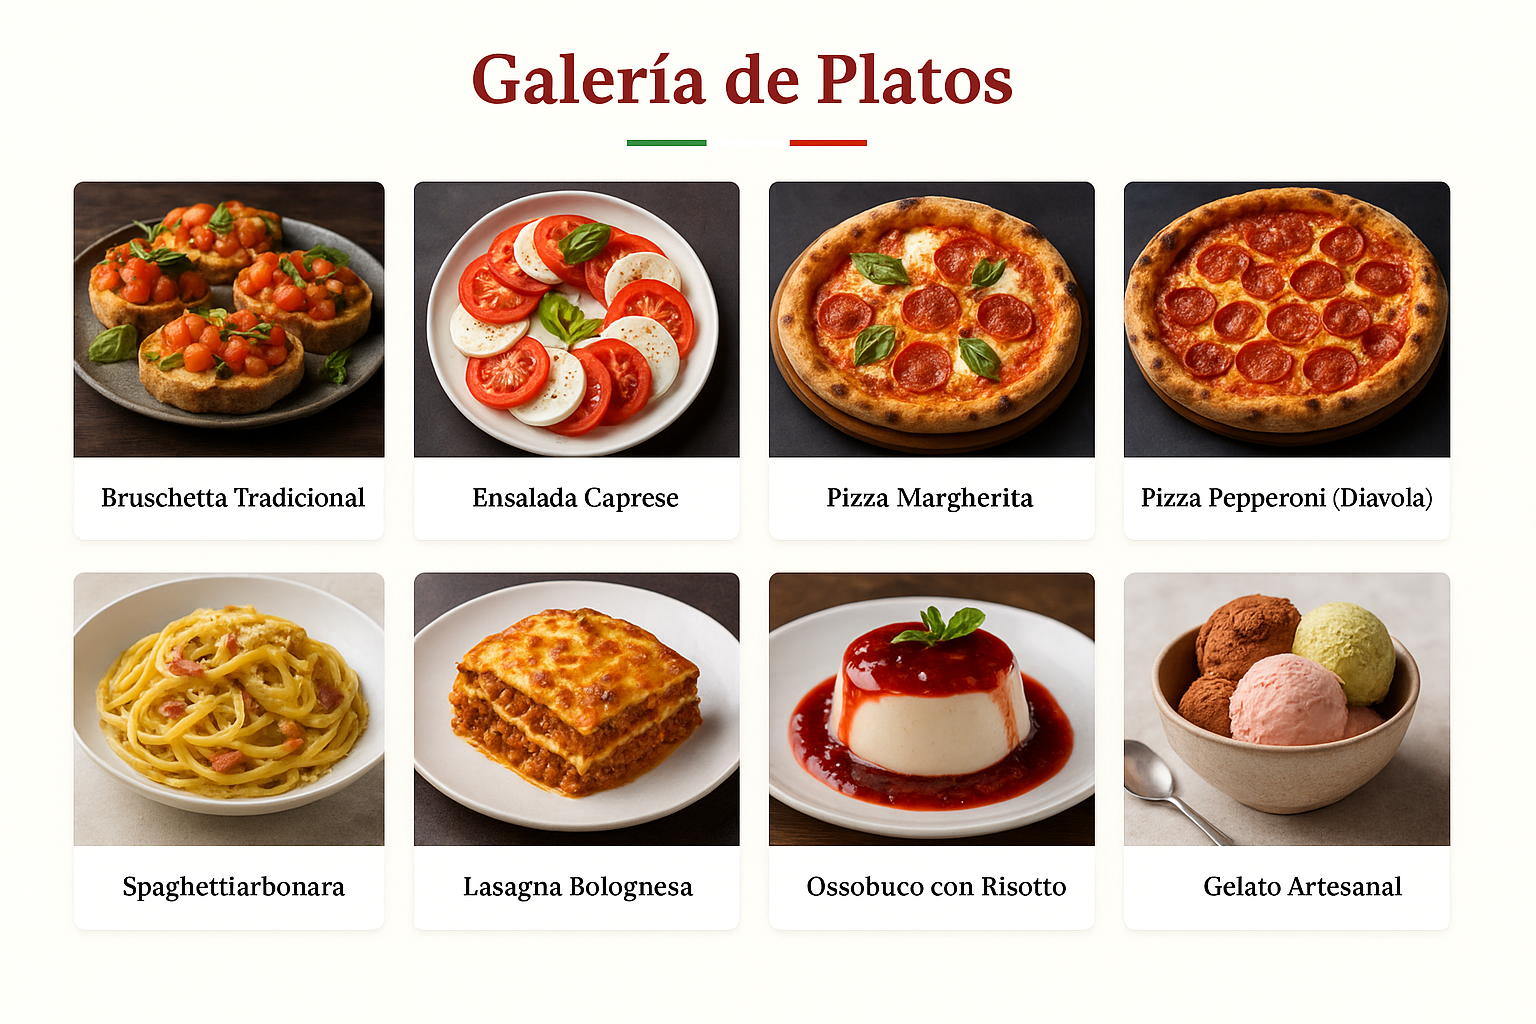 Galería de Platos
Bruschetta Tradicional
Ensalada Caprese
Pizza Margherita
Pizza Pepperoni (Diavola)
Spaghettiarbonara
Lasagna Bolognesa
Ossobuco con Risotto
Gelato Artesanal